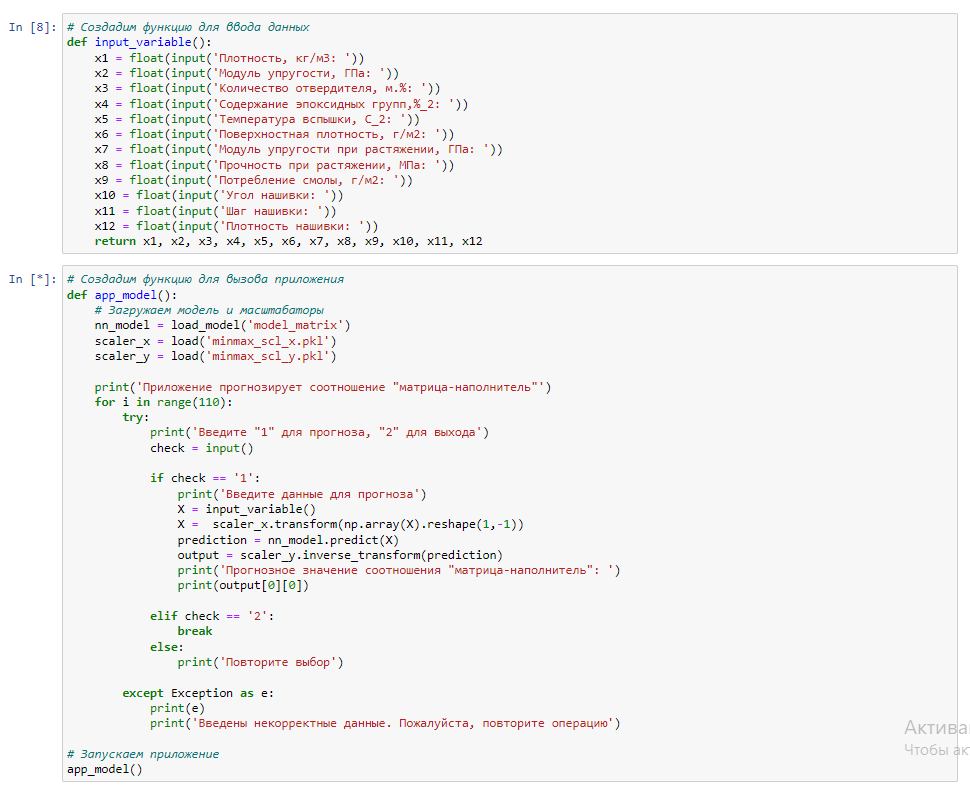 In [8]: # Создадим функцию для ввода данных
def input_variable():
    x1 = float(input('Плотность, кг/м3: '))
    x2 = float(input('Модуль упругости, ГПа: '))
    x3 = float(input('Количество отвердителя, м.%: '))
    x4 = float(input('Содержание эпоксидных групп,%_2: '))
    x5 = float(input('Температура вспышки, С_2: '))
    x6 = float(input('Поверхностная плотность, г/м2: '))
    x7 = float(input('Модуль упругости при растяжении, ГПа: '))
    x8 = float(input('Прочность при растяжении, МПа: '))
    x9 = float(input('Потребление смолы, г/м2: '))
    x10 = float(input('Угол нашивки: '))
    x11 = float(input('Шаг нашивки: '))
    x12 = float(input('Плотность нашивки: '))
    return x1, x2, x3, x4, x5, x6, x7, x8, x9, x10, x11, x12
In [*]: # Создадим функцию для вызова приложения
def app_model():
    # Загружаем модель и масштабаторы
    nn_model = load_model('model_matrix')
    scaler_x = load('minmax_scl_x.pkl')
    scaler_y = load('minmax_scl_y.pkl')
    print('Приложение прогнозирует соотношение "матрица-наполнитель"')
    for i in range(110):
        try:
            print('Введите "1" для прогноза, "2" для выхода')
            check = input()
            if check == '1':
                print('Введите данные для прогноза')
                X = input_variable()
                X =  scaler_x.transform(np.array(X).reshape(1,-1))
                prediction = nn_model.predict(X)
                output = scaler_y.inverse_transform(prediction)
                print('Прогнозное значение соотношения "матрица-наполнитель": ')
                print(output[0][0])
            elif check == '2':
                break
            else:
                print('Повторите выбор')
        except Exception as e:
            print(e)
            print('Введены некорректные данные. Пожалуйста, повторите операцию')
# Запускаем приложение
app_model()
Актива
Чтобы ак